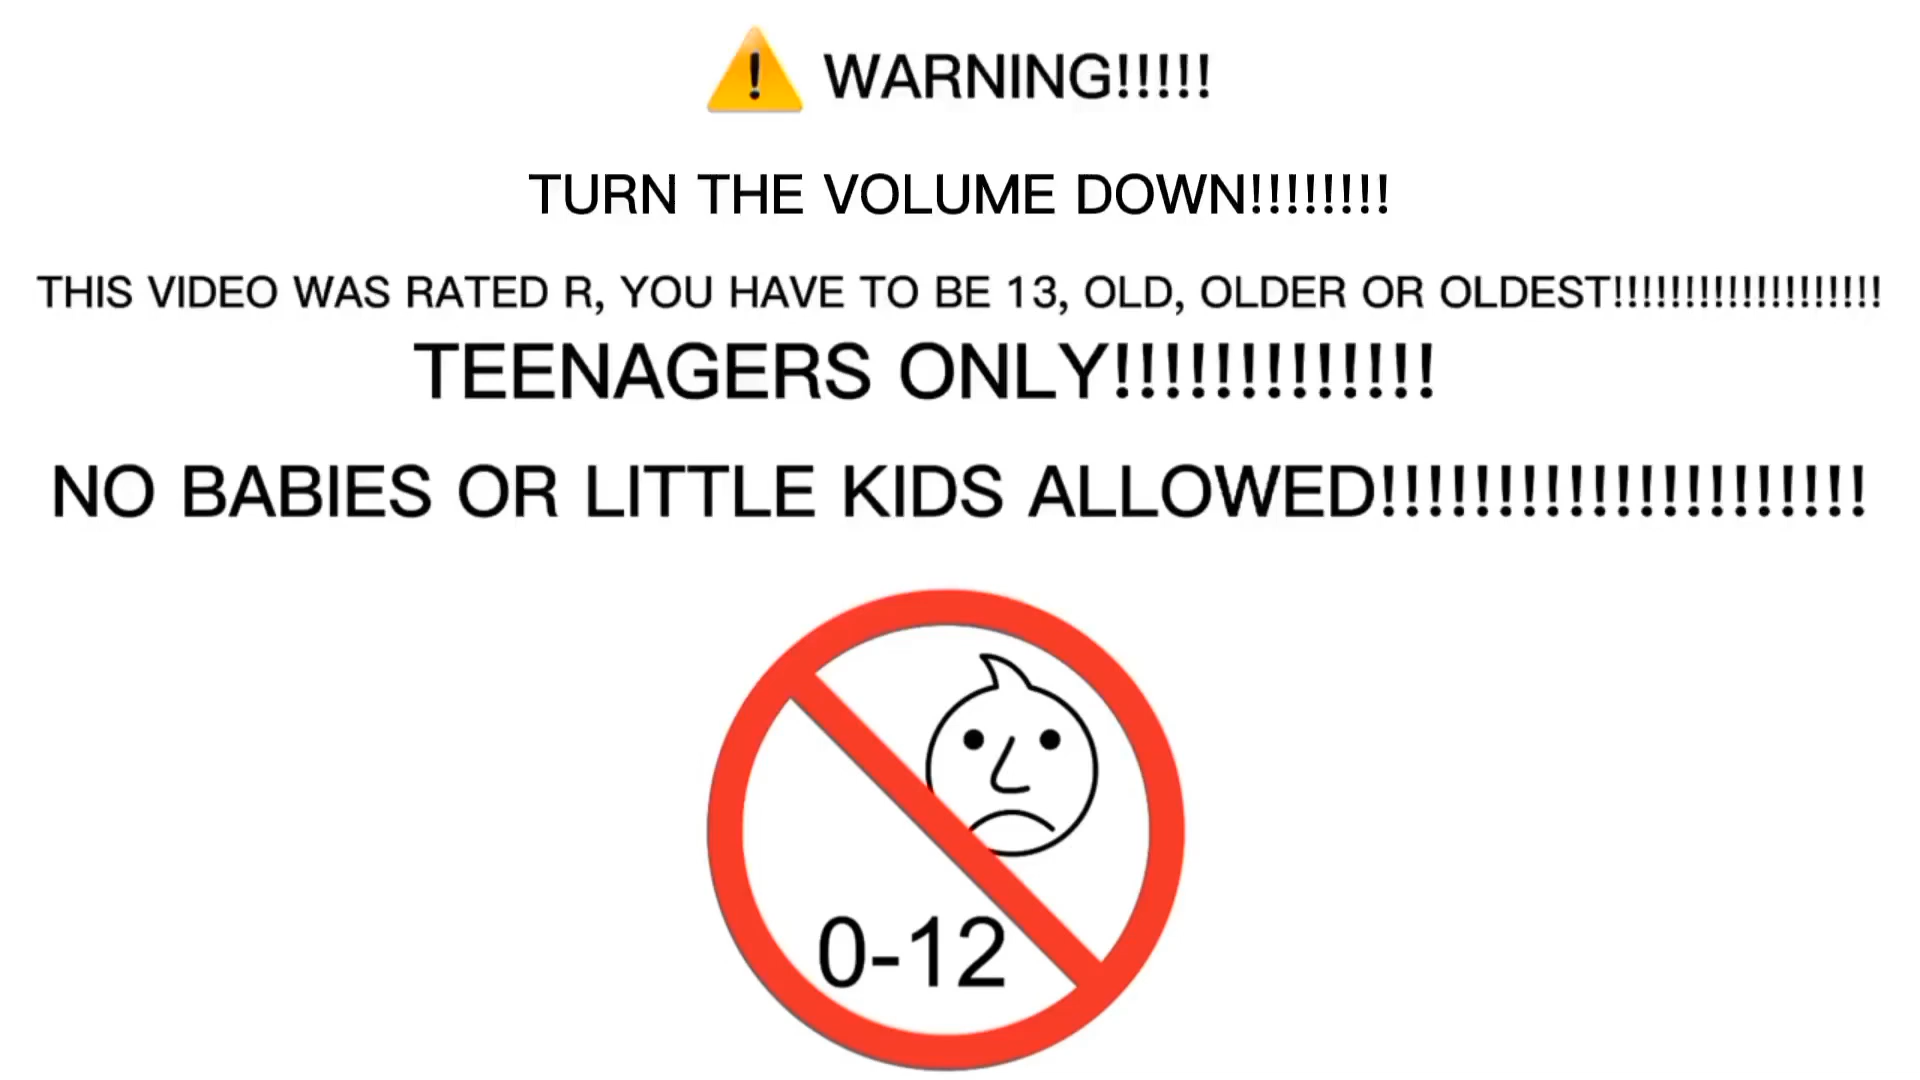 ⚠️ WARNING!!!!!
TURN THE VOLUME DOWN!!!!!!!!
THIS VIDEO WAS RATED R, YOU HAVE TO BE 13, OLD, OLDER OR OLDEST!!!!!!!!!!!!!!!!!!!
TEENAGERS ONLY!!!!!!!!!!!!!
NO BABIES OR LITTLE KIDS ALLOWED!!!!!!!!!!!!!!!!!!!!!
0-12